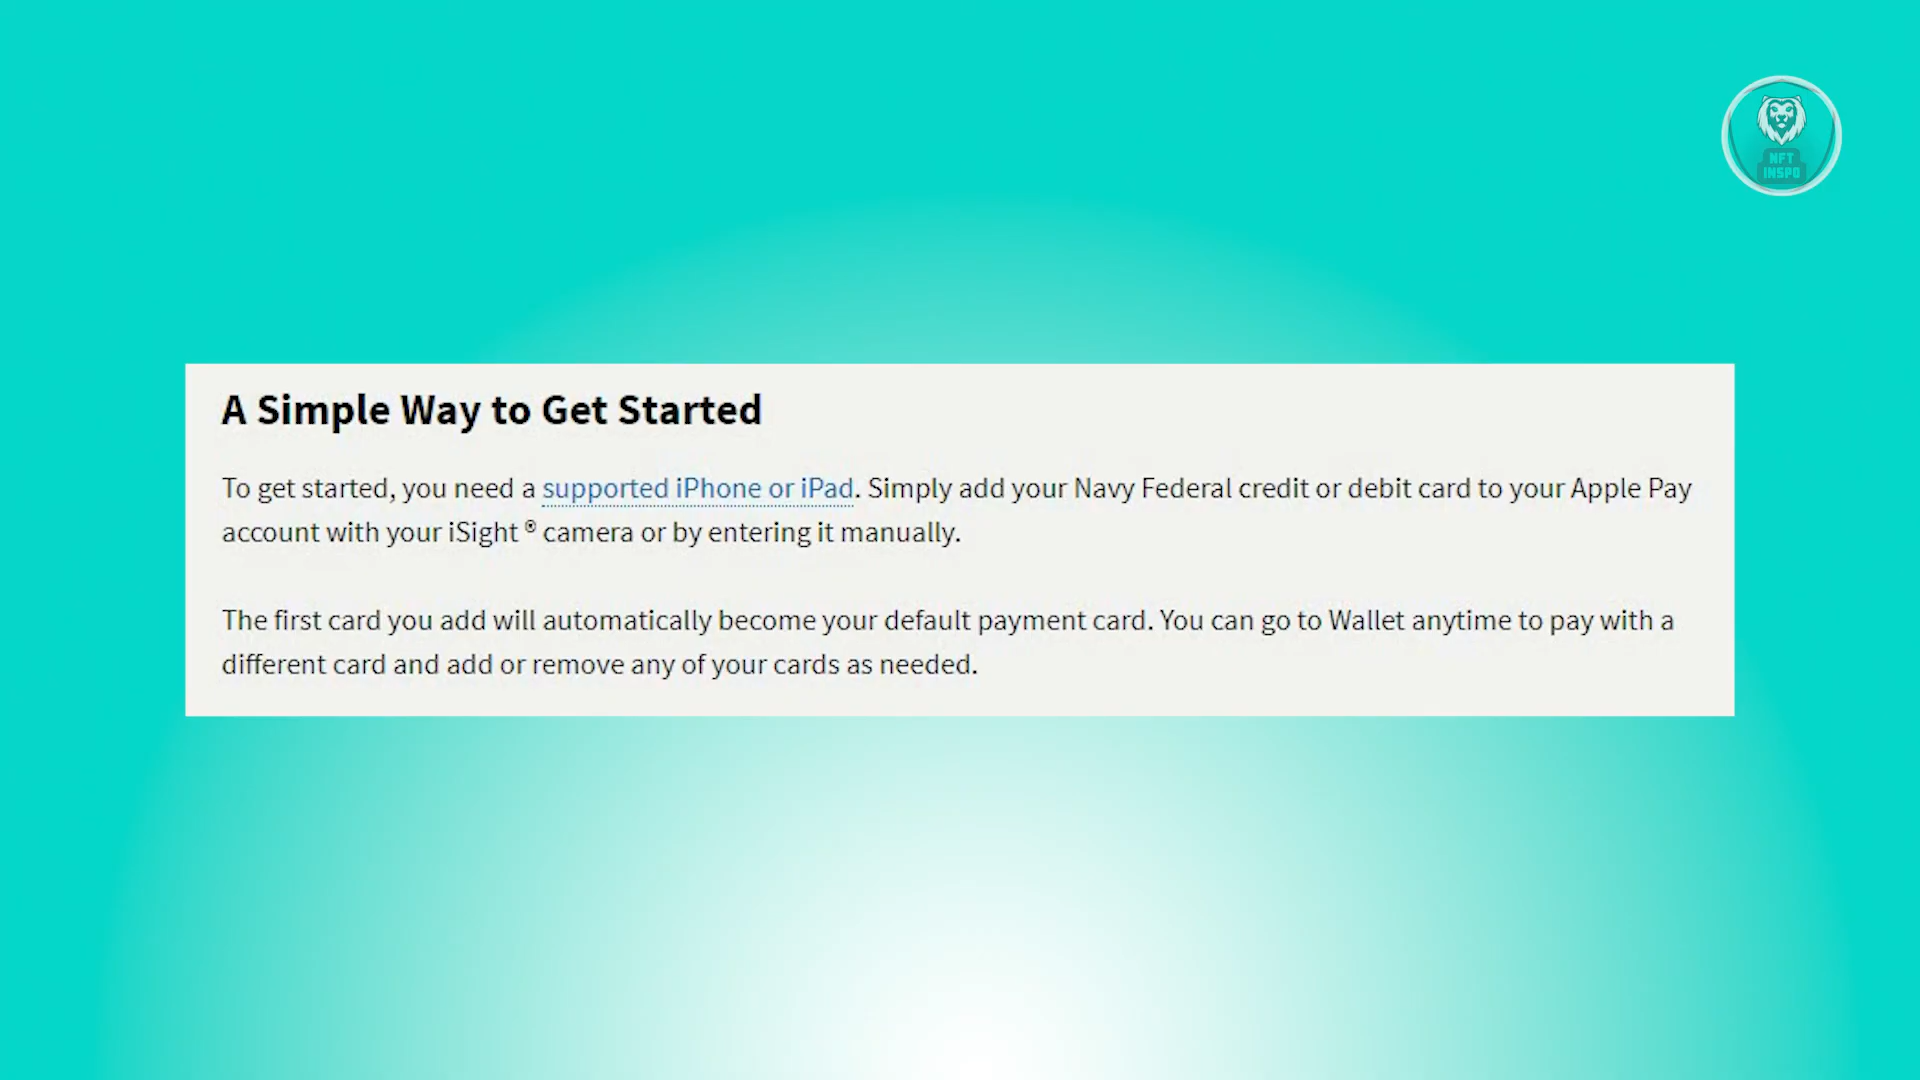 NFT
INSPO
A Simple Way to Get Started
To get started, you need a supported iPhone or iPad. Simply add your Navy Federal credit or debit card to your Apple Pay
account with your iSight ® camera or by entering it manually.
The first card you add will automatically become your default payment card. You can go to Wallet anytime to pay with a
different card and add or remove any of your cards as needed.